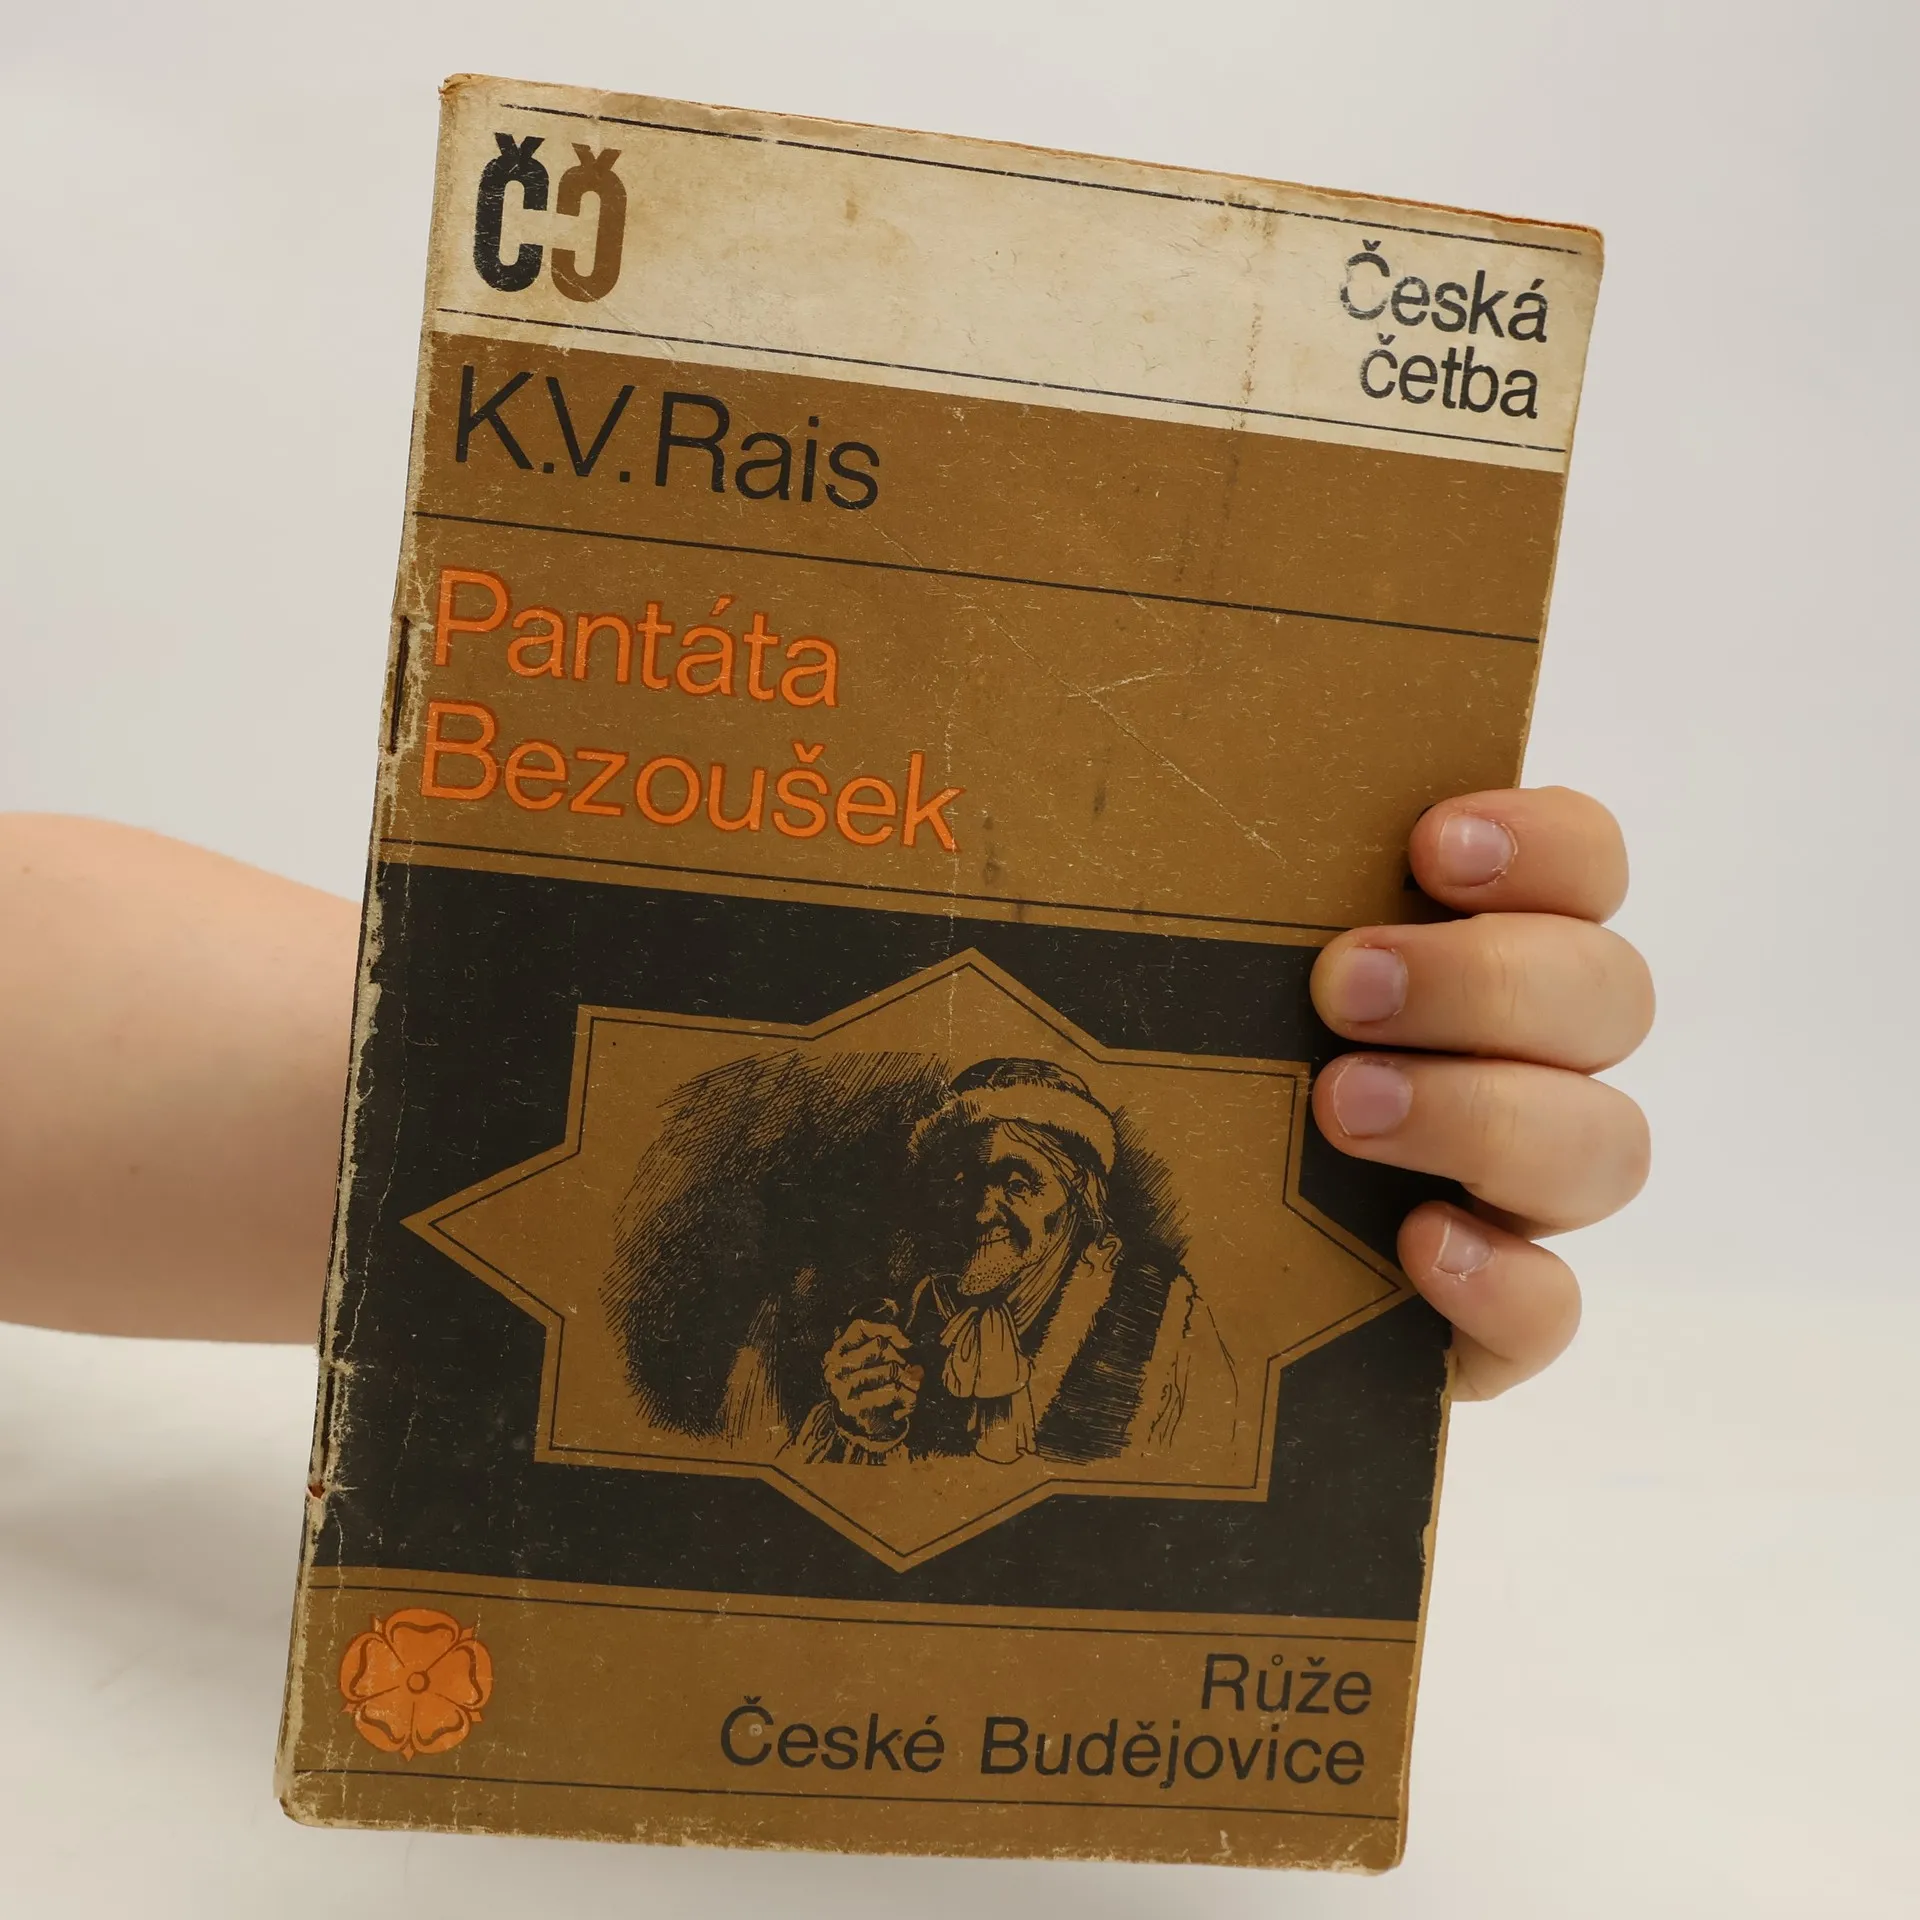 ČČ
Česká
četba
K.V. Rais
Pantáta
Bezoušek
Růže
České Budějovice